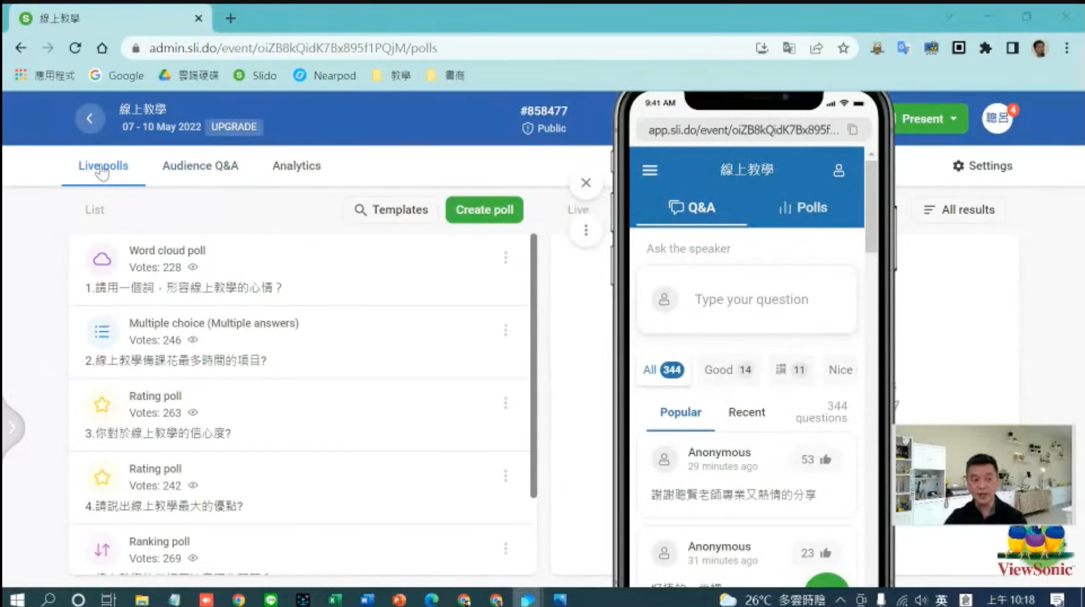 線上教學
admin.sli.do/event/oiZB8kQidK7Bx895f1PQjM/polls
應用程式 Google 雲端硬碟 Slido Nearpod 教學 書商
線上教學
07 - 10 May 2022 UPGRADE
#858477
Public
Present
聰呂
4
Live polls Audience Q&A Analytics
Settings
List
Templates
Create poll
Live
All results
Word cloud poll
Votes: 228
1.請用一個詞，形容線上教學的心情？
Multiple choice (Multiple answers)
Votes: 246
2.線上教學備課花最多時間的項目?
Rating poll
Votes: 263
3.你對於線上教學的信心度?
Rating poll
Votes: 242
4.請說出線上教學最大的優點?
Ranking poll
Votes: 269
9:41 AM
app.sli.do/event/oiZB8kQidK7Bx895f...
線上教學
Q&A Polls
Ask the speaker
Type your question
All 344 Good 14 讚 11 Nice
Popular Recent 344 questions
Anonymous
29 minutes ago
53
謝謝聰賢老師專業又熱情的分享
Anonymous
31 minutes ago
23
ViewSonic
26°C 多雲時陰
英
上午 10:18